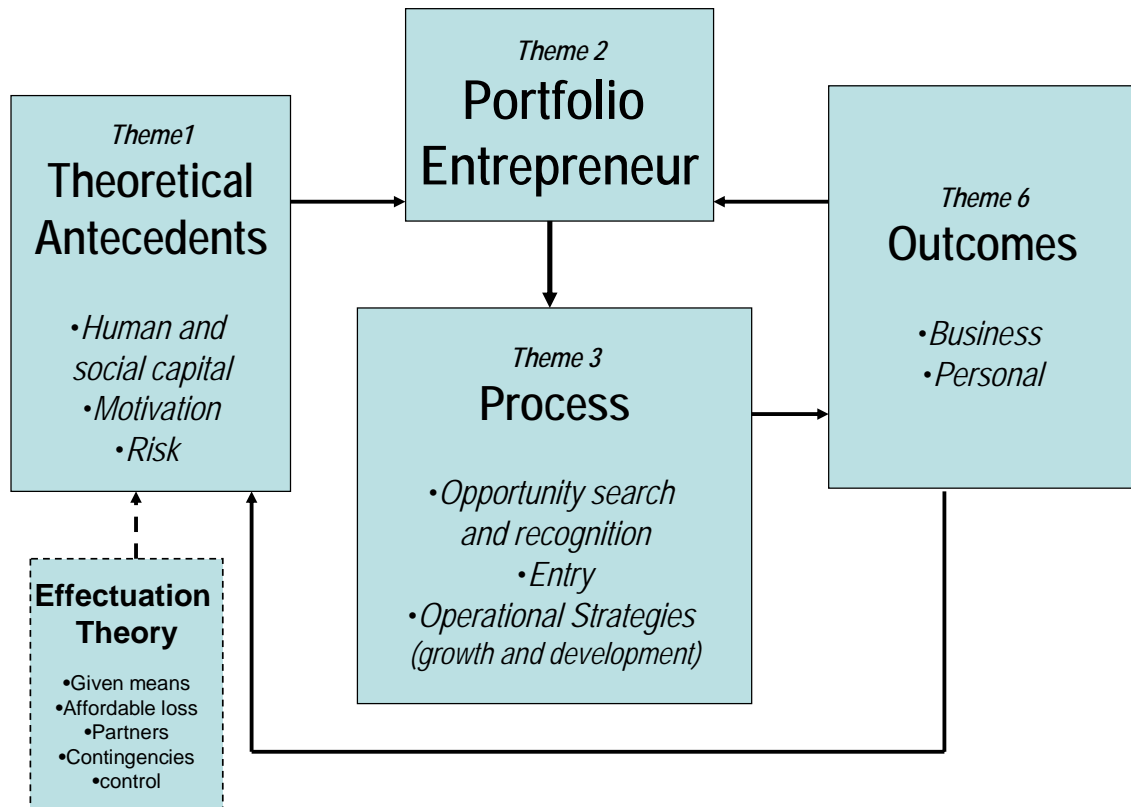 Theme1
Theoretical
Antecedents
•Human and
social capital
•Motivation
•Risk
Effectuation
Theory
•Given means
•Affordable loss
•Partners
•Contingencies
•control
Theme 2
Portfolio
Entrepreneur
Theme 3
Process
•Opportunity search
and recognition
•Entry
•Operational Strategies
(growth and development)
Theme 6
Outcomes
•Business
•Personal